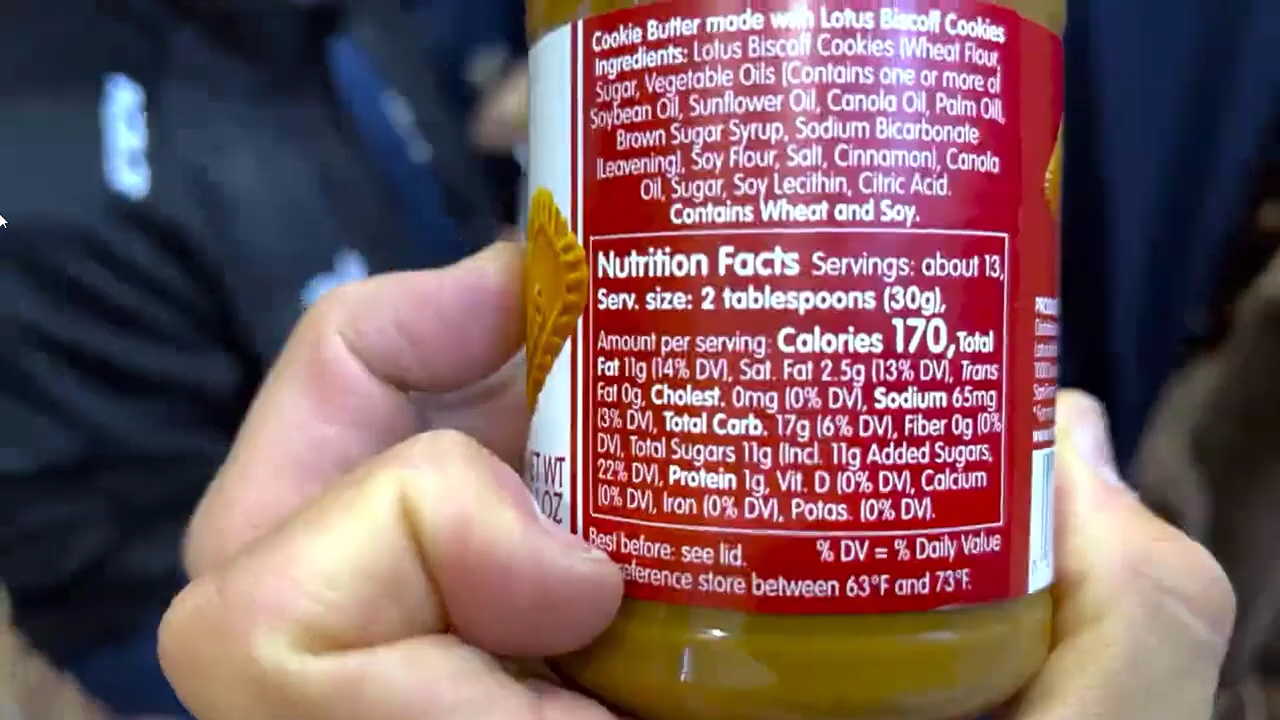 Cookie Butter made with Lotus Biscoff Cookies
Ingredients: Lotus Biscoff Cookies (Wheat Flour,
Sugar, Vegetable Oils (Contains one or more of
Soybean Oil, Sunflower Oil, Canola Oil, Palm Oil),
Brown Sugar Syrup, Sodium Bicarbonate
(Leavening), Soy Flour, Salt, Cinnamon), Canola
Oil, Sugar, Soy Lecithin, Citric Acid.
Contains Wheat and Soy.
Nutrition Facts Servings: about 13,
Serv. size: 2 tablespoons (30g),
Amount per serving: Calories 170, Total
Fat 11g (14% DV), Sat. Fat 2.5g (13% DV), Trans
Fat 0g, Cholest. 0mg (0% DV), Sodium 65mg
(3% DV), Total Carb. 17g (6% DV), Fiber 0g (0%
DV), Total Sugars 11g (Incl. 11g Added Sugars,
22% DV), Protein 1g, Vit. D (0% DV), Calcium
(0% DV), Iron (0% DV), Potas. (0% DV).
Best before: see lid. % DV = % Daily Value
eference store between 63°F and 73°F.
ET WT
OZ